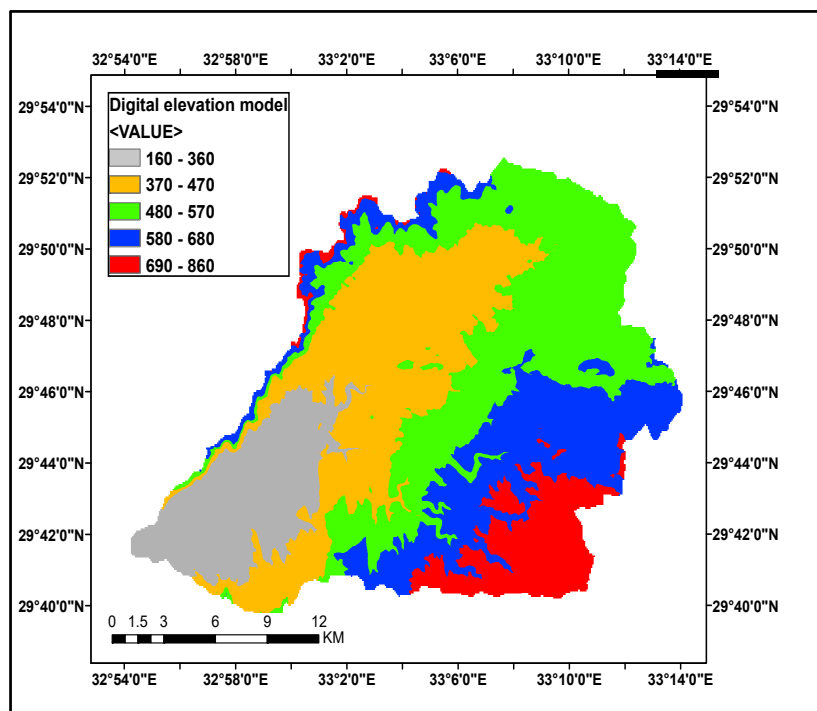 32°54'0"E 32°58'0"E 33°2'0"E 33°6'0"E 33°10'0"E 33°14'0"E
29°54'0"N 29°54'0"N
Digital elevation model
<VALUE>
160 - 360
370 - 470
480 - 570
580 - 680
690 - 860
29°52'0"N 29°52'0"N
29°50'0"N 29°50'0"N
29°48'0"N 29°48'0"N
29°46'0"N 29°46'0"N
29°44'0"N 29°44'0"N
29°42'0"N 29°42'0"N
29°40'0"N 29°40'0"N
0 1.5 3 6 9 12
KM
32°54'0"E 32°58'0"E 33°2'0"E 33°6'0"E 33°10'0"E 33°14'0"E